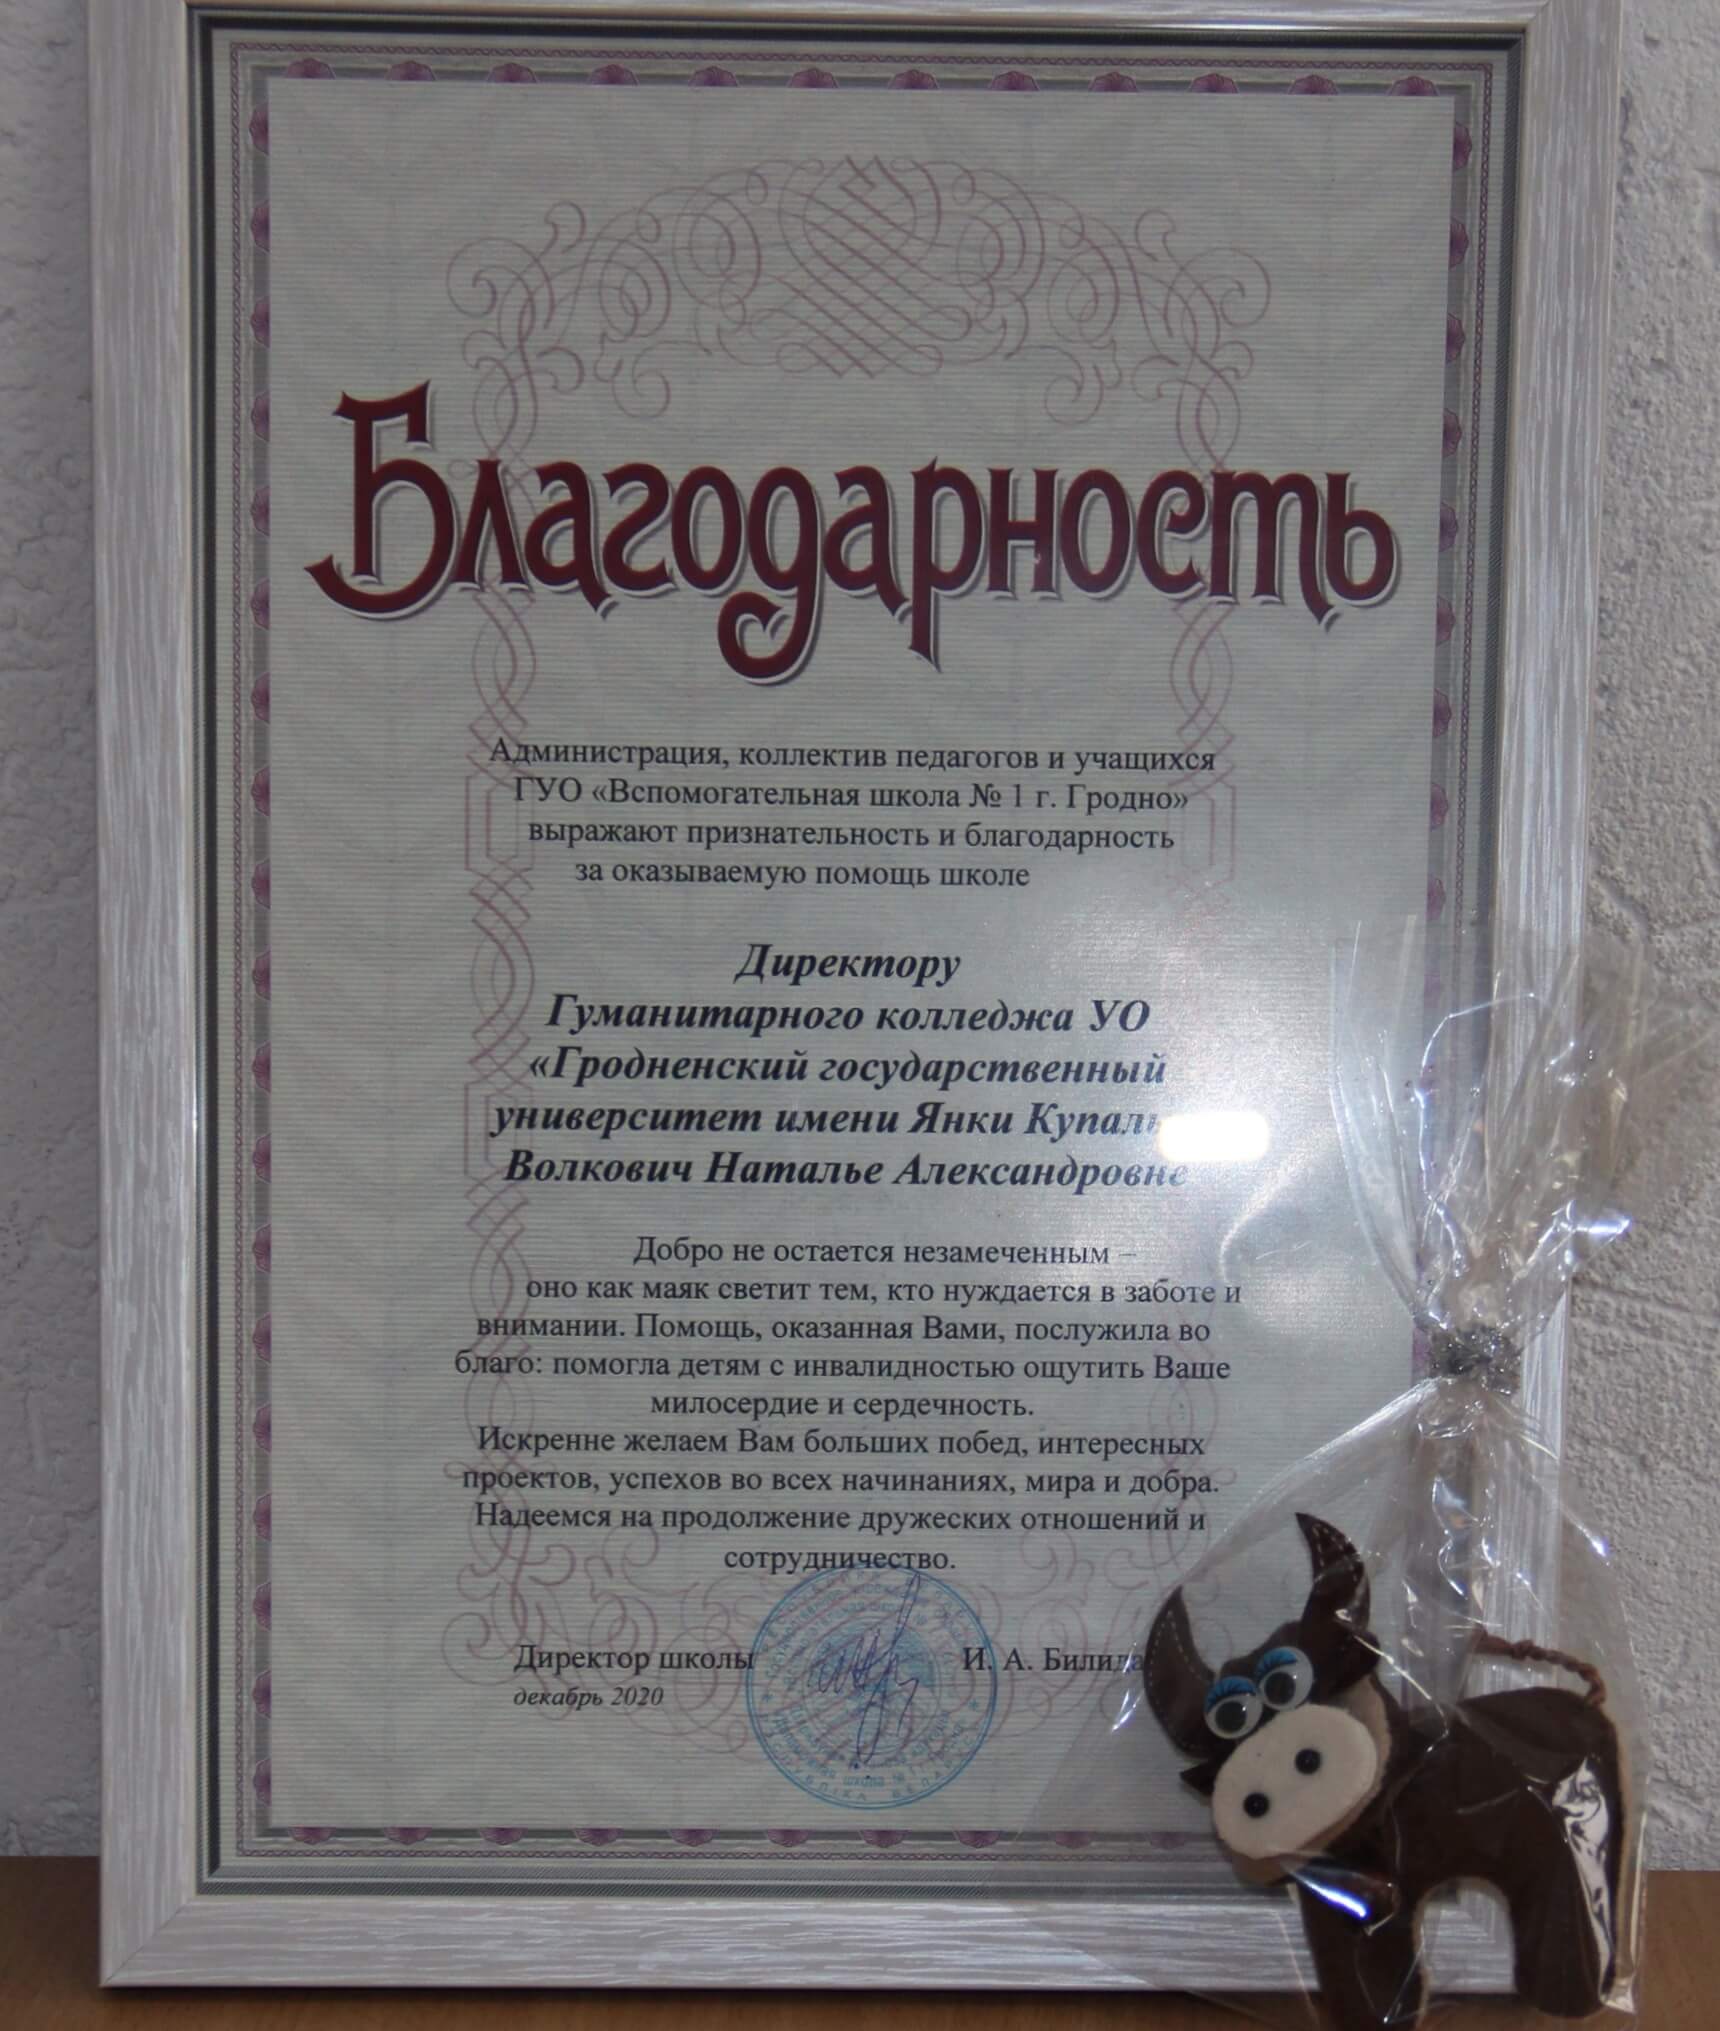 Благодарность
Администрация, коллектив педагогов и учащихся
ГУО «Вспомогательная школа № 1 г. Гродно»
выражают признательность и благодарность
за оказываемую помощь школе
Директору
Гуманитарного колледжа УО
«Гродненский государственный
университет имени Янки
Волкович Наталье Александровне
Добро не остается незамеченным –
оно как маяк светит тем, кто нуждается в заботе и
внимании. Помощь, оказанная Вами, послужила во
благо: помогла детям с инвалидностью ощутить Ваше
милосердие и сердечность.
Искренне желаем Вам больших побед, интересных
проектов, успехов во всех начинаниях, мира и добра.
Надеемся на продолжение дружеских отношений и
сотрудничество.
Директор школы И. А. Билида
декабрь 2020